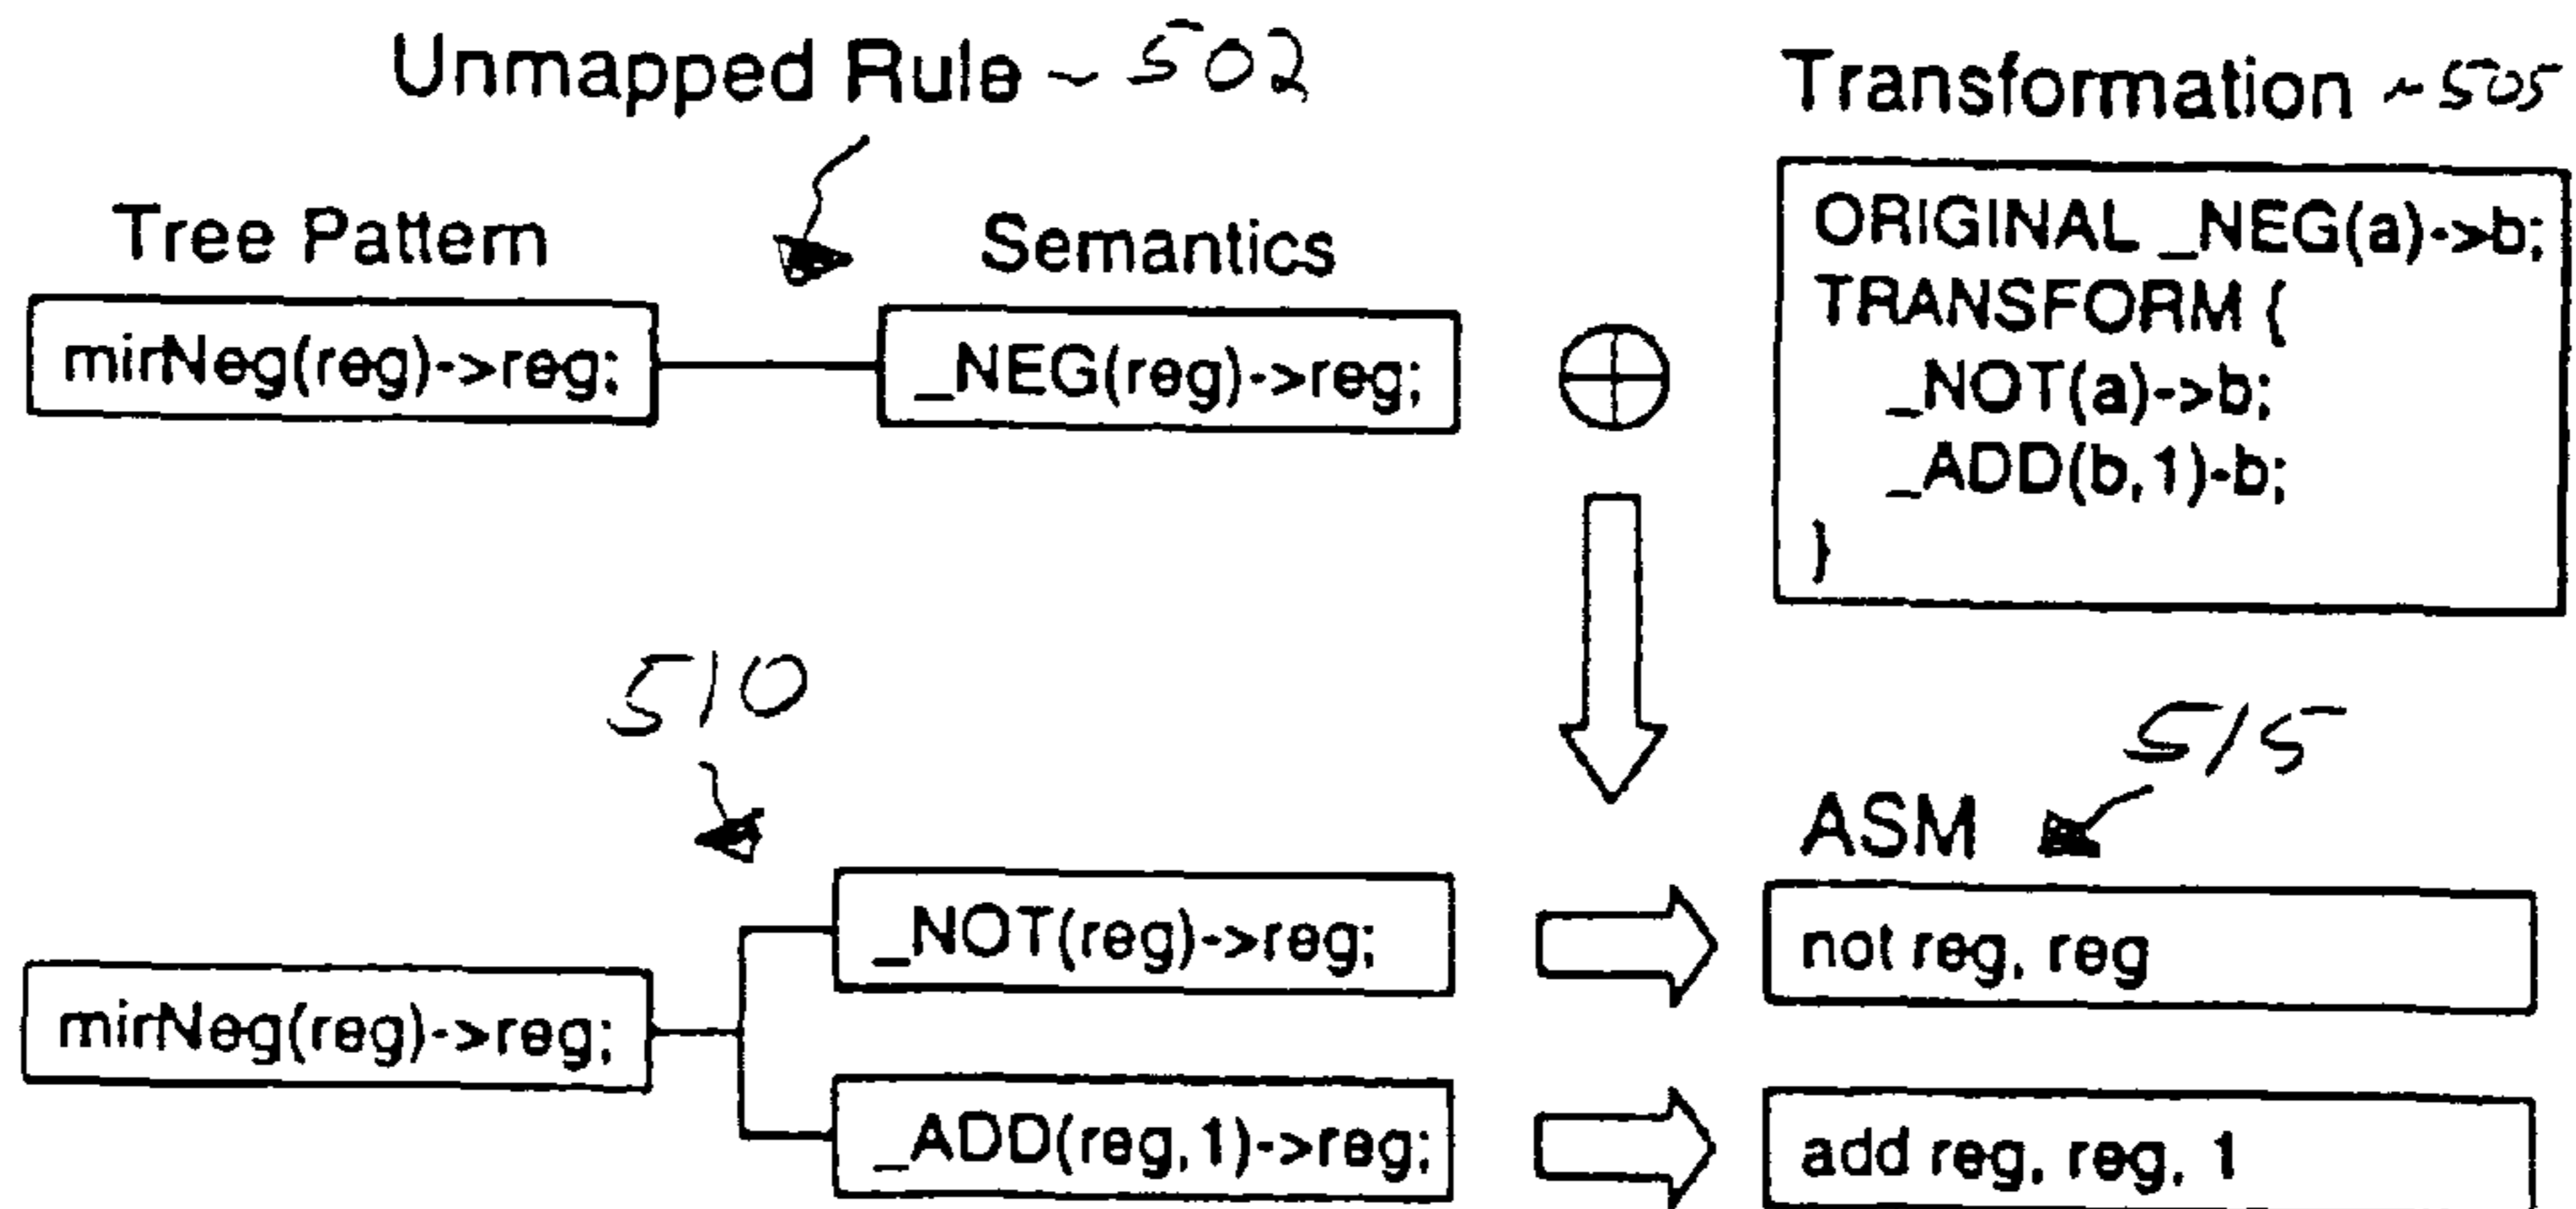 Unmapped Rule ~ 502
Transformation ~505
Tree Pattern
Semantics
mirNeg(reg)->reg;
_NEG(reg)->reg;
ORIGINAL _NEG(a)->b;
TRANSFORM {
_NOT(a)->b;
_ADD(b,1)-b;
}
510
515
ASM
mirNeg(reg)->reg;
_NOT(reg)->reg;
not reg, reg
_ADD(reg,1)->reg;
add reg, reg, 1